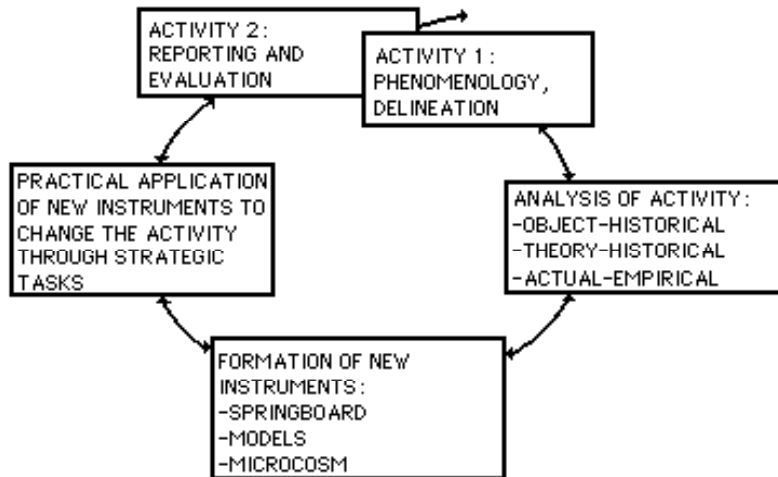 ACTIVITY 2:
REPORTING AND
EVALUATION
ACTIVITY 1:
PHENOMENOLOGY,
DELINEATION
PRACTICAL APPLICATION
OF NEW INSTRUMENTS TO
CHANGE THE ACTIVITY
THROUGH STRATEGIC
TASKS
ANALYSIS OF ACTIVITY:
-OBJECT-HISTORICAL
-THEORY-HISTORICAL
-ACTUAL-EMPIRICAL
FORMATION OF NEW
INSTRUMENTS:
-SPRINGBOARD
-MODELS
-MICROCOSM